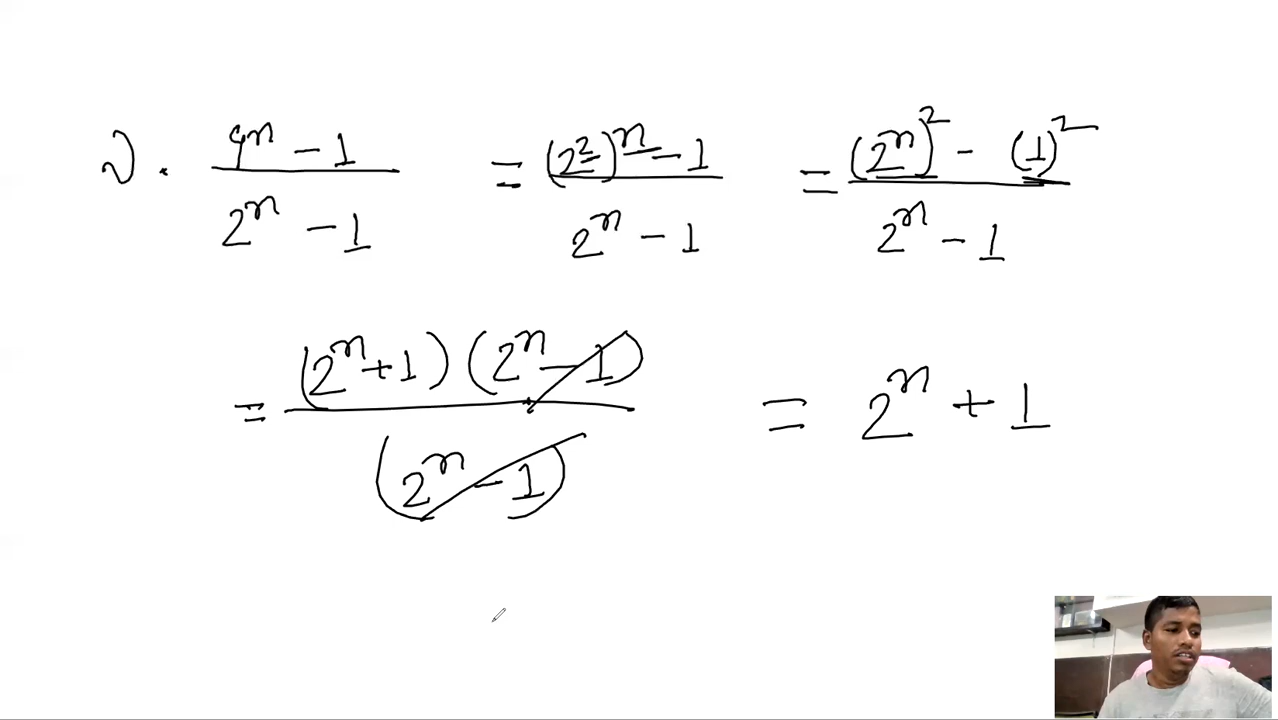 ২. (4^n - 1)/(2^n - 1) = ((2^2)^n - 1)/(2^n - 1) = ((2^n)^2 - (1)^2)/(2^n - 1)
= ((2^n + 1)(2^n - 1))/((2^n - 1)) = 2^n + 1